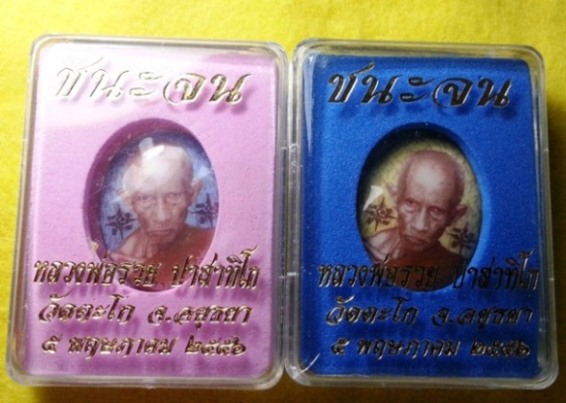 ชนะจน
หลวงพ่อรวย ปาสาทิโก
วัดตะโก จ.อยุธยา
๕ พฤษภาคม ๒๕๕๖
ชนะจน
หลวงพ่อรวย ปาสาทิโก
วัดตะโก จ.อยุธยา
๕ พฤษภาคม ๒๕๕๖